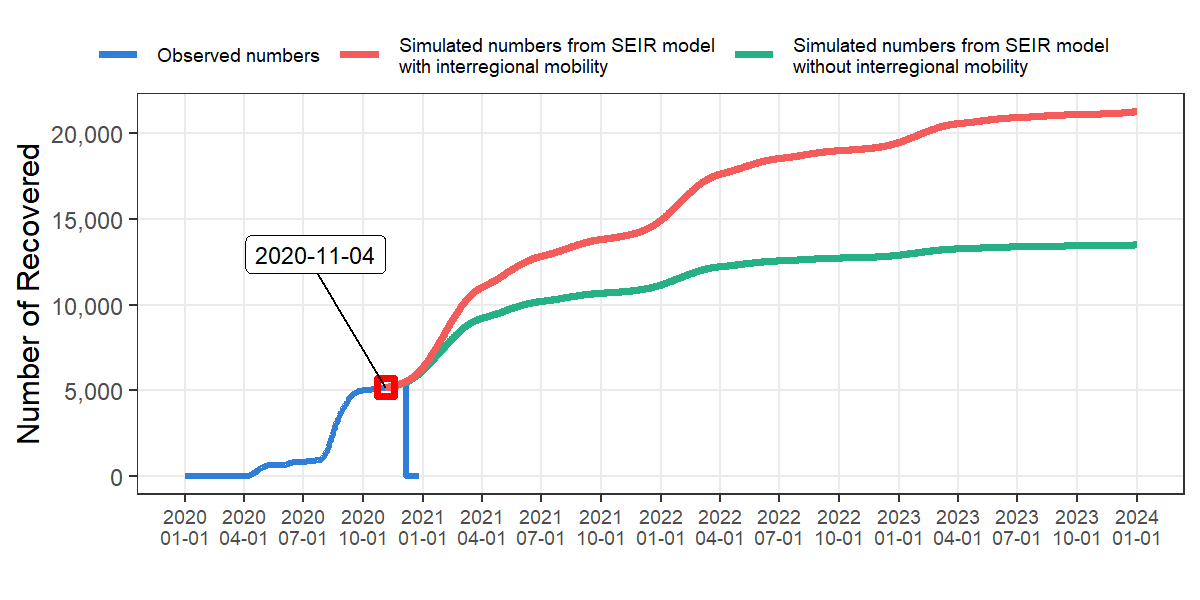 Observed numbers
Simulated numbers from SEIR model
with interregional mobility
Simulated numbers from SEIR model
without interregional mobility
Number of Recovered
20,000
15,000
10,000
5,000
0
2020-11-04
2020 2020 2020 2020 2021 2021 2021 2021 2022 2022 2022 2022 2023 2023 2023 2023 2024
01-01 04-01 07-01 10-01 01-01 04-01 07-01 10-01 01-01 04-01 07-01 10-01 01-01 04-01 07-01 10-01 01-01